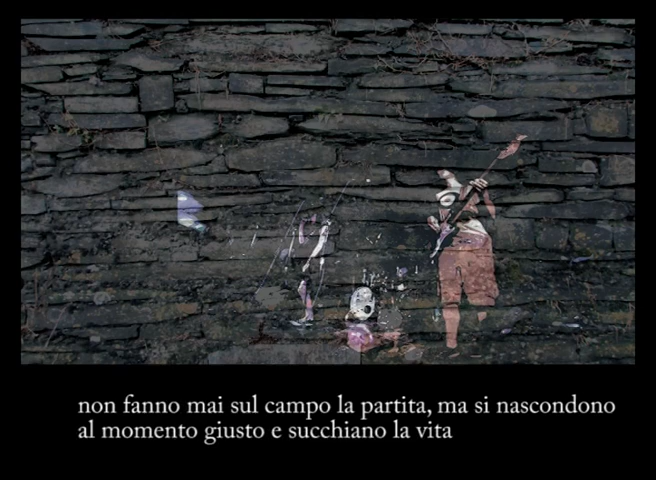 non fanno mai sul campo la partita, ma si nascondono
al momento giusto e succhiano la vita